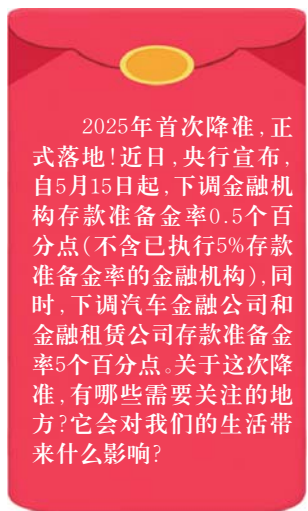 2025年首次降准,正
式落地!近日,央行宣布,
自5月15日起,下调金融机
构存款准备金率0.5个百
分点(不含已执行5%存款
准备金率的金融机构),同
时,下调汽车金融公司和
金融租赁公司存款准备金
率5个百分点。关于这次降
准,有哪些需要关注的地
方?它会对我们的生活带
来什么影响?